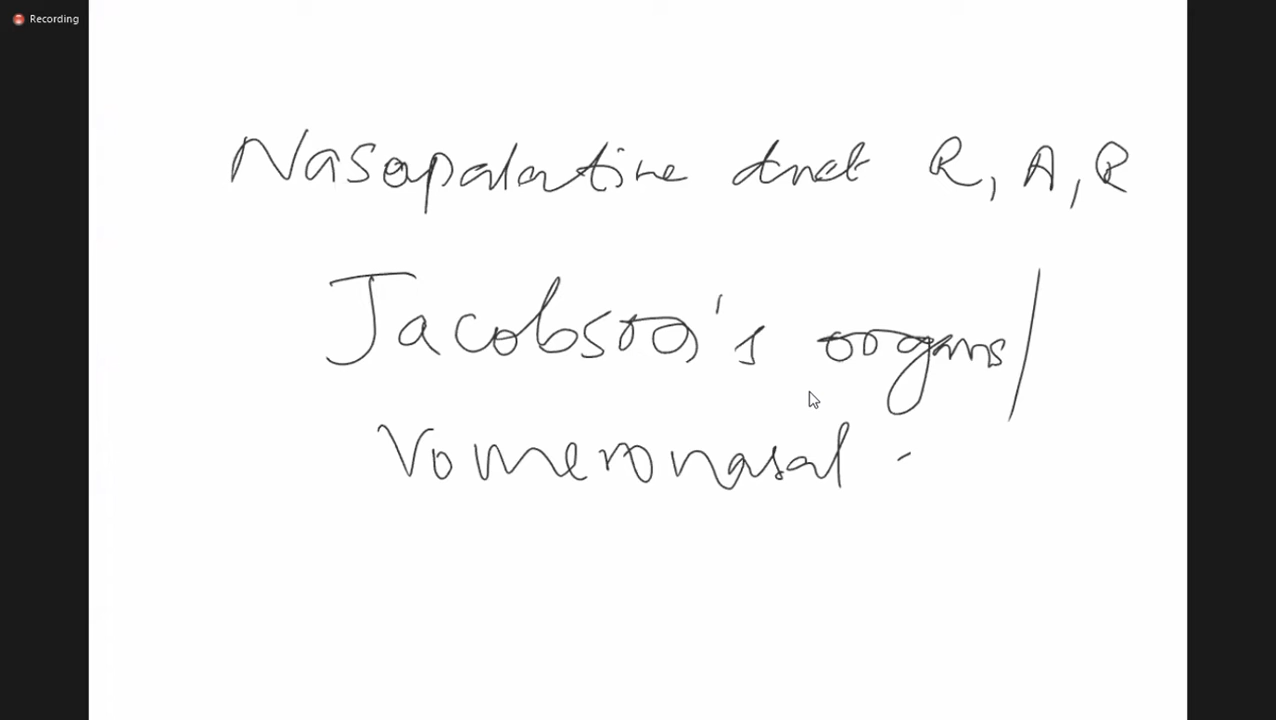 Recording
Nasopalatine duct R, A, R
Jacobson's organs/
Vomeronasal -